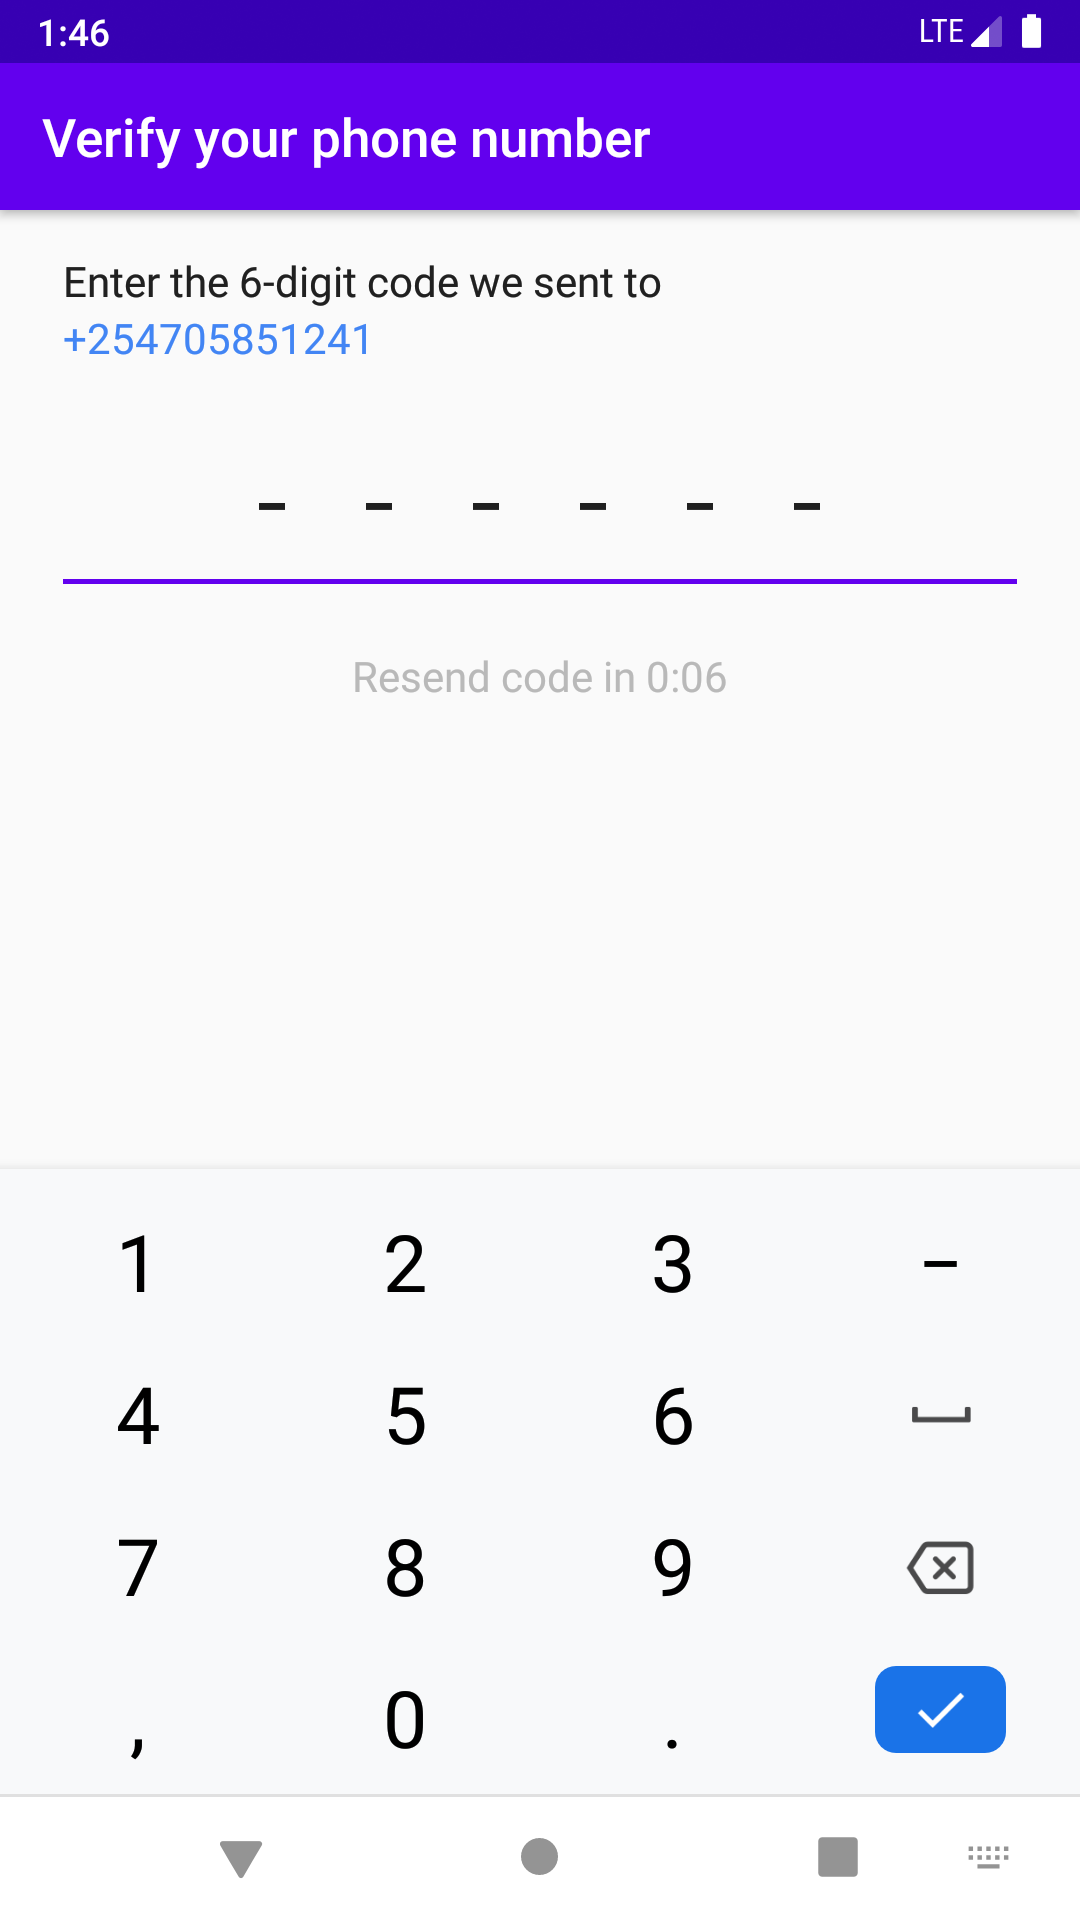 1:46
LTE
Verify your phone number
Enter the 6-digit code we sent to
+254705851241
- - - - - -
Resend code in 0:06
1 2 3 -
4 5 6
7 8 9
, 0 .